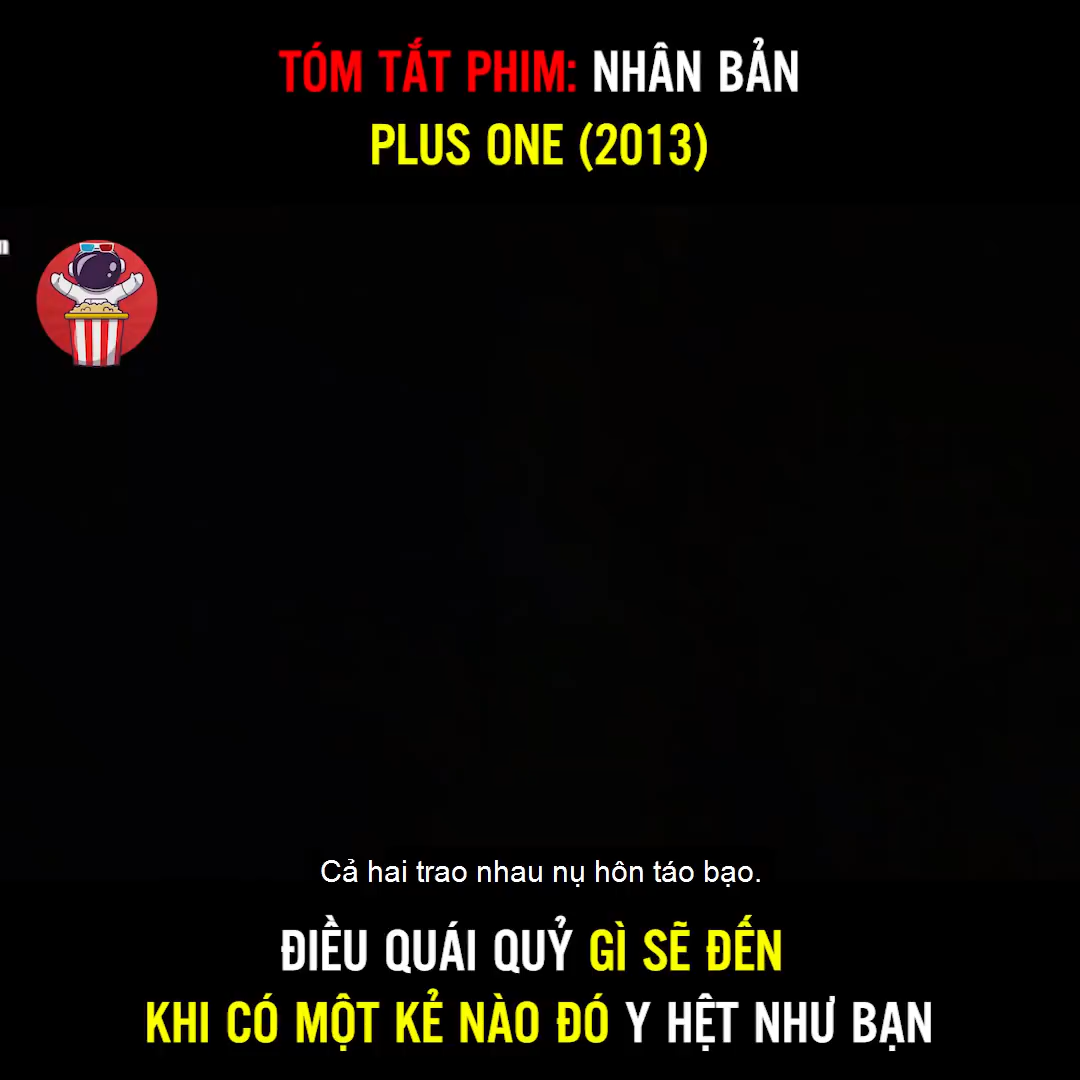 TÓM TẮT PHIM: NHÂN BẢN
PLUS ONE (2013)
Cả hai trao nhau nụ hôn táo bạo.
ĐIỀU QUÁI QUỶ GÌ SẼ ĐẾN
KHI CÓ MỘT KẺ NÀO ĐÓ Y HỆT NHƯ BẠN